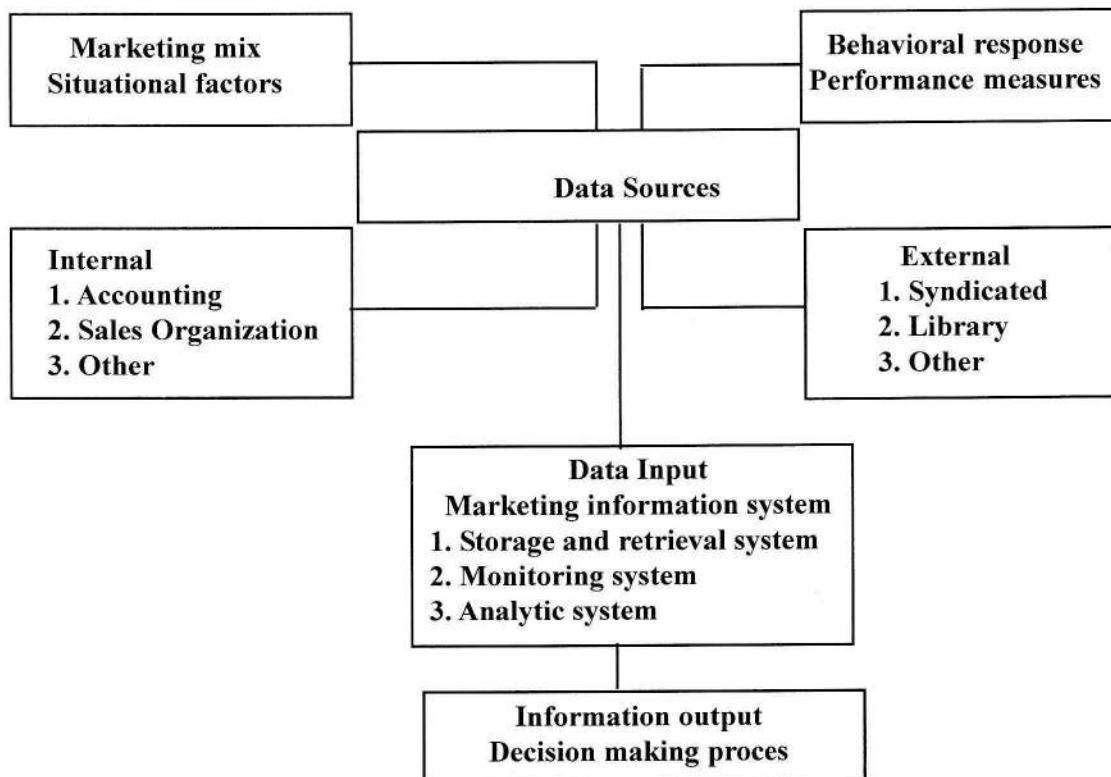 Marketing mix
Situational factors
Behavioral response
Performance measures
Data Sources
Internal
1. Accounting
2. Sales Organization
3. Other
External
1. Syndicated
2. Library
3. Other
Data Input
Marketing information system
1. Storage and retrieval system
2. Monitoring system
3. Analytic system
Information output
Decision making proces